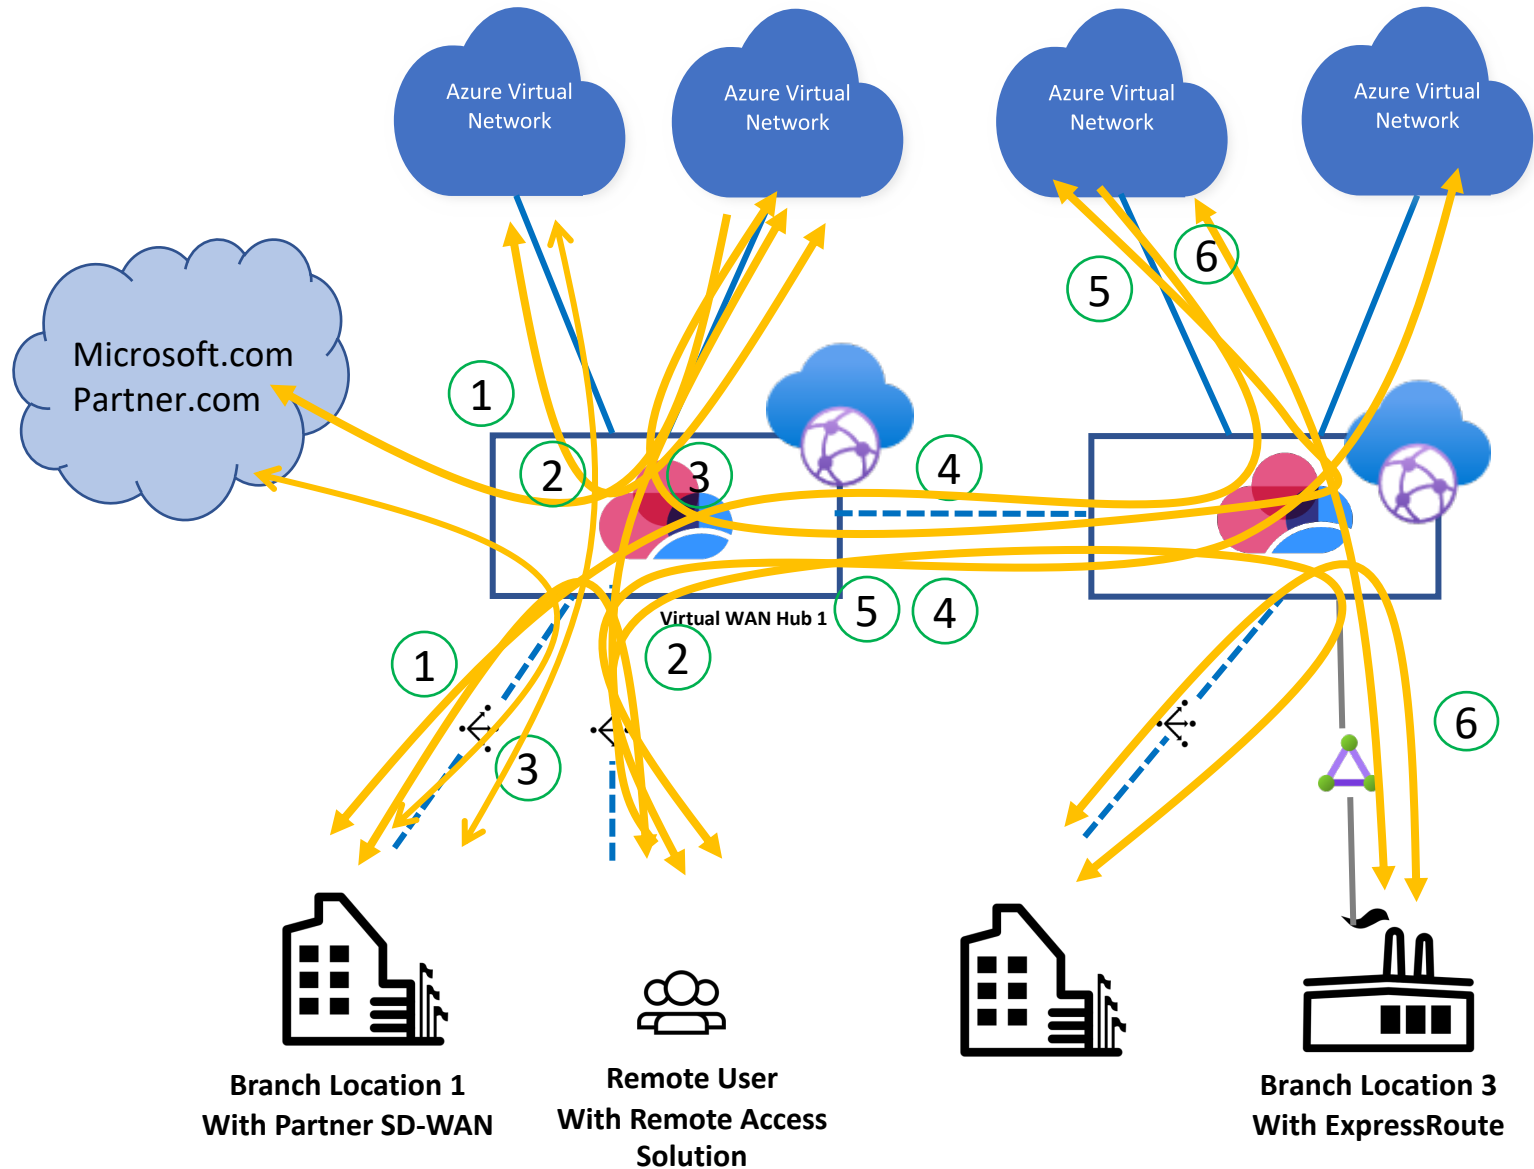 Azure Virtual
Network
Azure Virtual
Network
Azure Virtual
Network
Azure Virtual
Network
6
5
Microsoft.com
Partner.com
1
2
3
4
5
4
Virtual WAN Hub 1
1
2
3
6
Branch Location 1
With Partner SD-WAN
Remote User
With Remote Access
Solution
Branch Location 3
With ExpressRoute